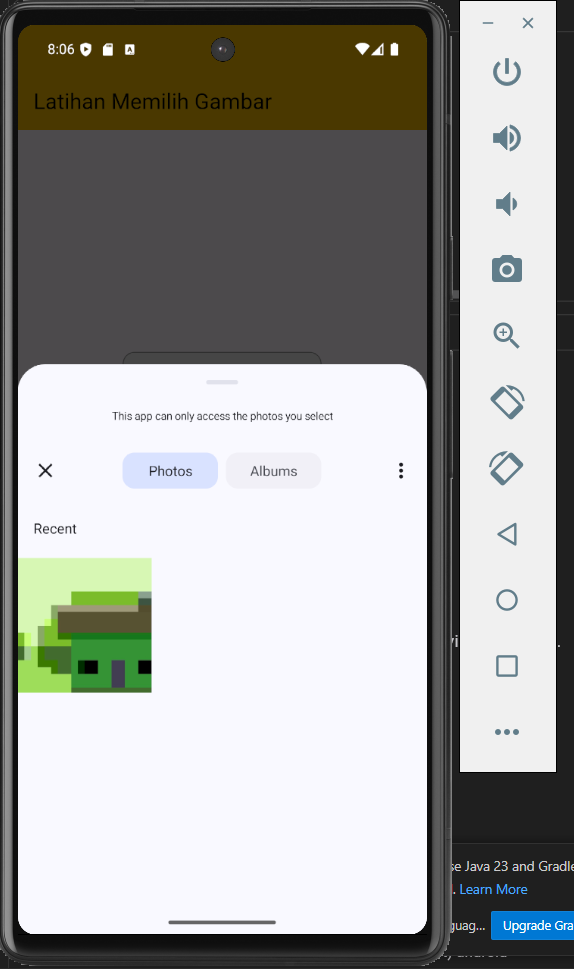 8:06
Latihan Memilih Gambar
This app can only access the photos you select
Photos
Albums
Recent
se Java 23 and Gradle
. Learn More
guag...
Upgrade Gra